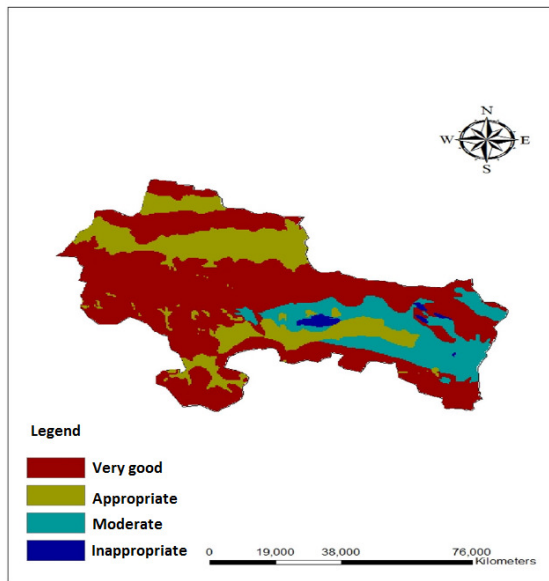 N
W E
S
Legend
Very good
Appropriate
Moderate
Inappropriate
0 19,000 38,000 76,000
Kilometers